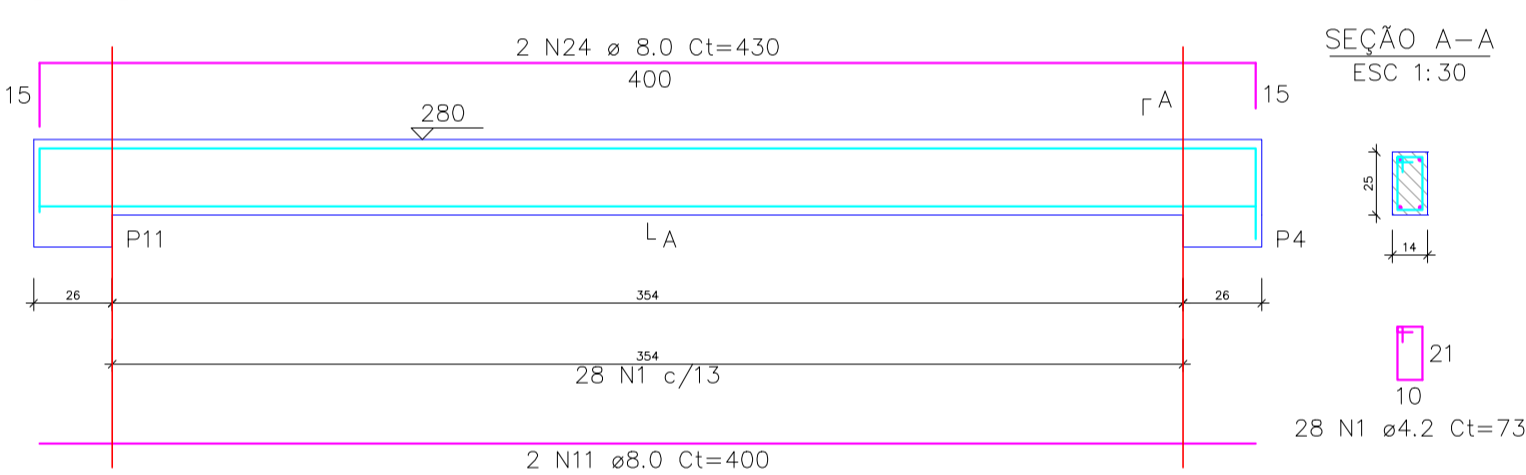 2 N24 ø 8.0 Ct=430
400
15
15
280
A
SEÇÃO A-A
ESC 1:30
25
14
P11
A
P4
26
354
26
354
28 N1 c/13
21
10
28 N1 ø4.2 Ct=73
2 N11 ø8.0 Ct=400